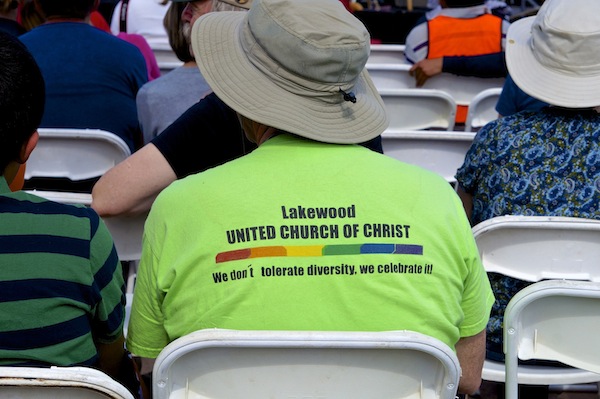 Lakewood
UNITED CHURCH OF CHRIST
We don't tolerate diversity, we celebrate it!